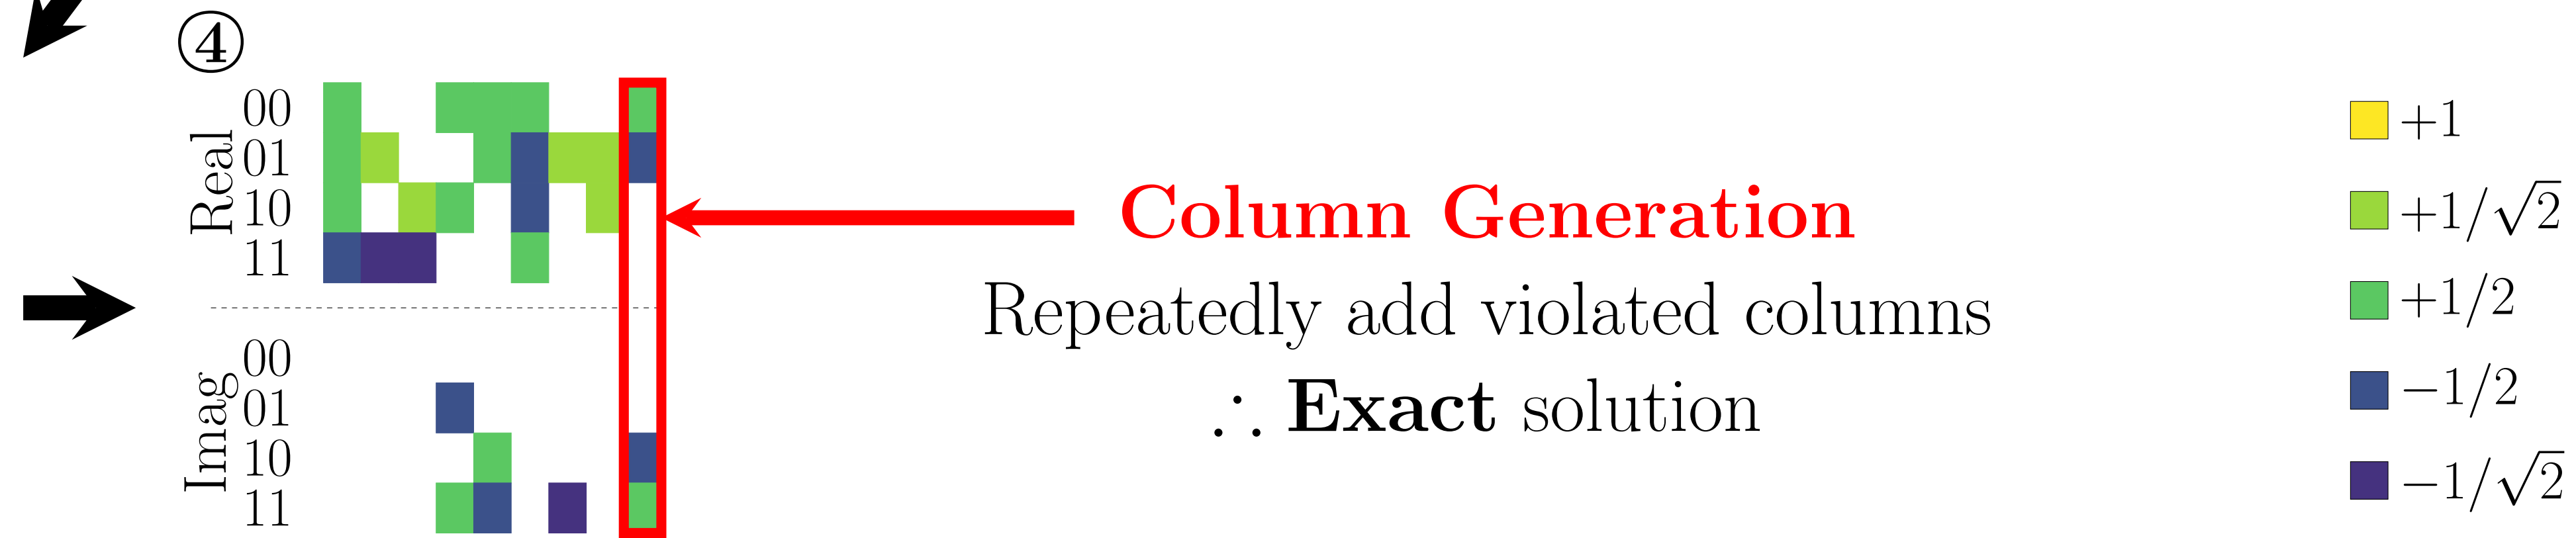 ④
Real
00
01
10
11
Imag
00
01
10
11
Column Generation
Repeatedly add violated columns
∴ Exact solution
+1
+1/√2
+1/2
−1/2
−1/√2